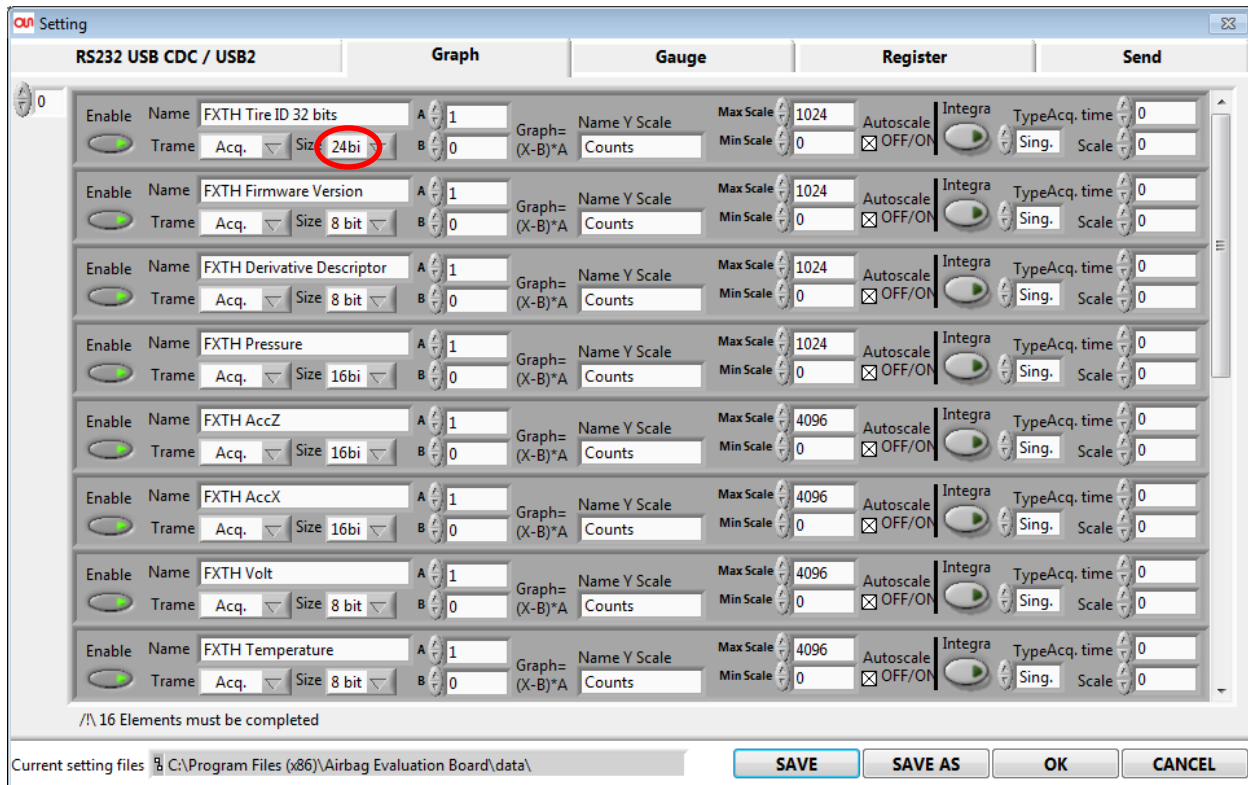 Setting
RS232 USB CDC / USB2 Graph Gauge Register Send
0
Enable Name FXTH Tire ID 32 bits A 1 Graph= Name Y Scale Max Scale 1024 Autoscale Integra TypeAcq. time 0
Trame Acq. Size 24bi B 0 (X-B)*A Counts Min Scale 0 OFF/ON Sing. Scale 0
Enable Name FXTH Firmware Version A 1 Graph= Name Y Scale Max Scale 1024 Autoscale Integra TypeAcq. time 0
Trame Acq. Size 8 bit B 0 (X-B)*A Counts Min Scale 0 OFF/ON Sing. Scale 0
Enable Name FXTH Derivative Descriptor A 1 Graph= Name Y Scale Max Scale 1024 Autoscale Integra TypeAcq. time 0
Trame Acq. Size 8 bit B 0 (X-B)*A Counts Min Scale 0 OFF/ON Sing. Scale 0
Enable Name FXTH Pressure A 1 Graph= Name Y Scale Max Scale 1024 Autoscale Integra TypeAcq. time 0
Trame Acq. Size 16bi B 0 (X-B)*A Counts Min Scale 0 OFF/ON Sing. Scale 0
Enable Name FXTH AccZ A 1 Graph= Name Y Scale Max Scale 4096 Autoscale Integra TypeAcq. time 0
Trame Acq. Size 16bi B 0 (X-B)*A Counts Min Scale 0 OFF/ON Sing. Scale 0
Enable Name FXTH AccX A 1 Graph= Name Y Scale Max Scale 4096 Autoscale Integra TypeAcq. time 0
Trame Acq. Size 16bi B 0 (X-B)*A Counts Min Scale 0 OFF/ON Sing. Scale 0
Enable Name FXTH Volt A 1 Graph= Name Y Scale Max Scale 4096 Autoscale Integra TypeAcq. time 0
Trame Acq. Size 8 bit B 0 (X-B)*A Counts Min Scale 0 OFF/ON Sing. Scale 0
Enable Name FXTH Temperature A 1 Graph= Name Y Scale Max Scale 4096 Autoscale Integra TypeAcq. time 0
Trame Acq. Size 8 bit B 0 (X-B)*A Counts Min Scale 0 OFF/ON Sing. Scale 0
/!\ 16 Elements must be completed
Current setting files C:\Program Files (x86)\Airbag Evaluation Board\data\ SAVE SAVE AS OK CANCEL